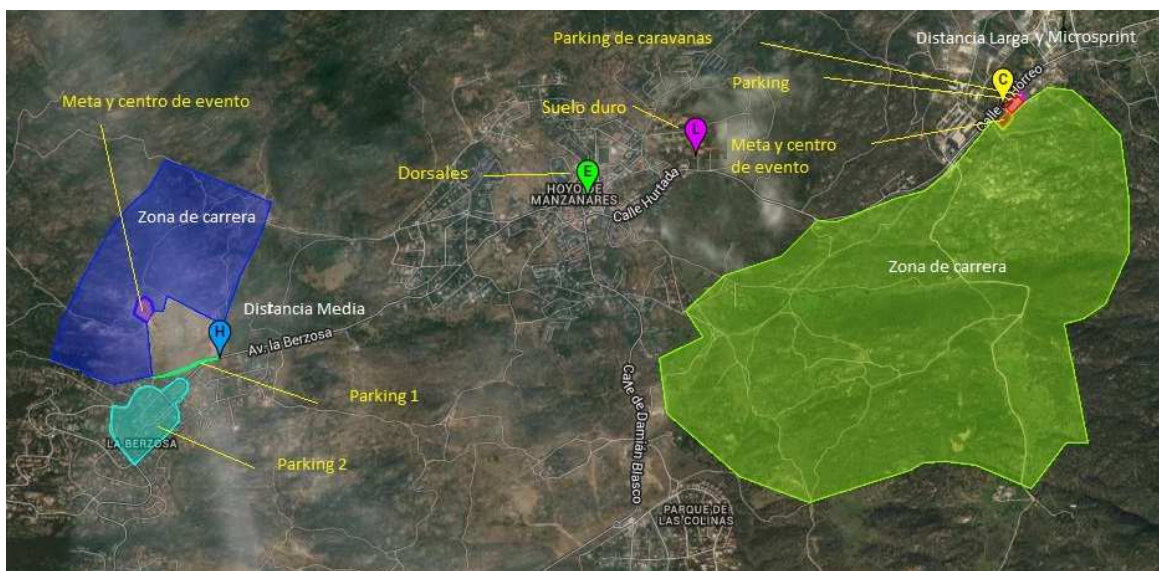 Parking de caravanas
Distancia Larga y Microsprint
C
Parking
Calle
Horreo
Meta y centro de evento
Suelo duro
L
Meta y centro
de evento
Dorsales
E
HOYO DE
MANZANARES
Calle Hurtada
Zona de carrera
Zona de carrera
Distancia Media
H
Av. la Berzosa
Parking 1
Calle de Damián Blasco
LA BERZOSA
Parking 2
PARQUE DE
LAS COLINAS